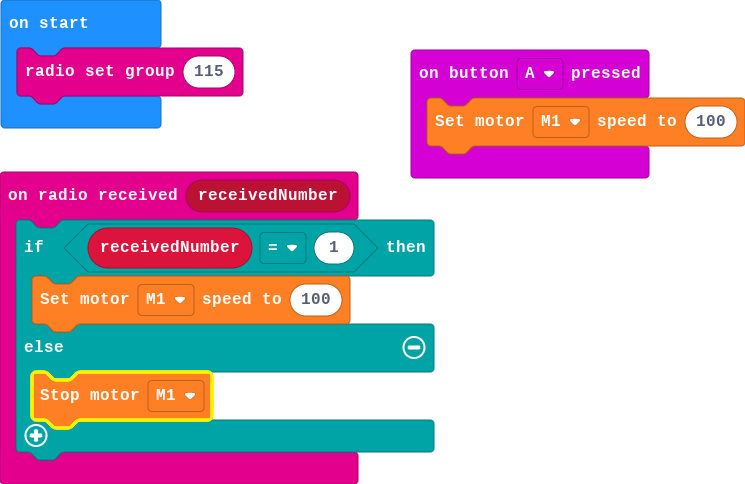 on start
radio set group 115
on button A pressed
Set motor M1 speed to 100
on radio received receivedNumber
if receivedNumber = 1 then
Set motor M1 speed to 100
else
Stop motor M1